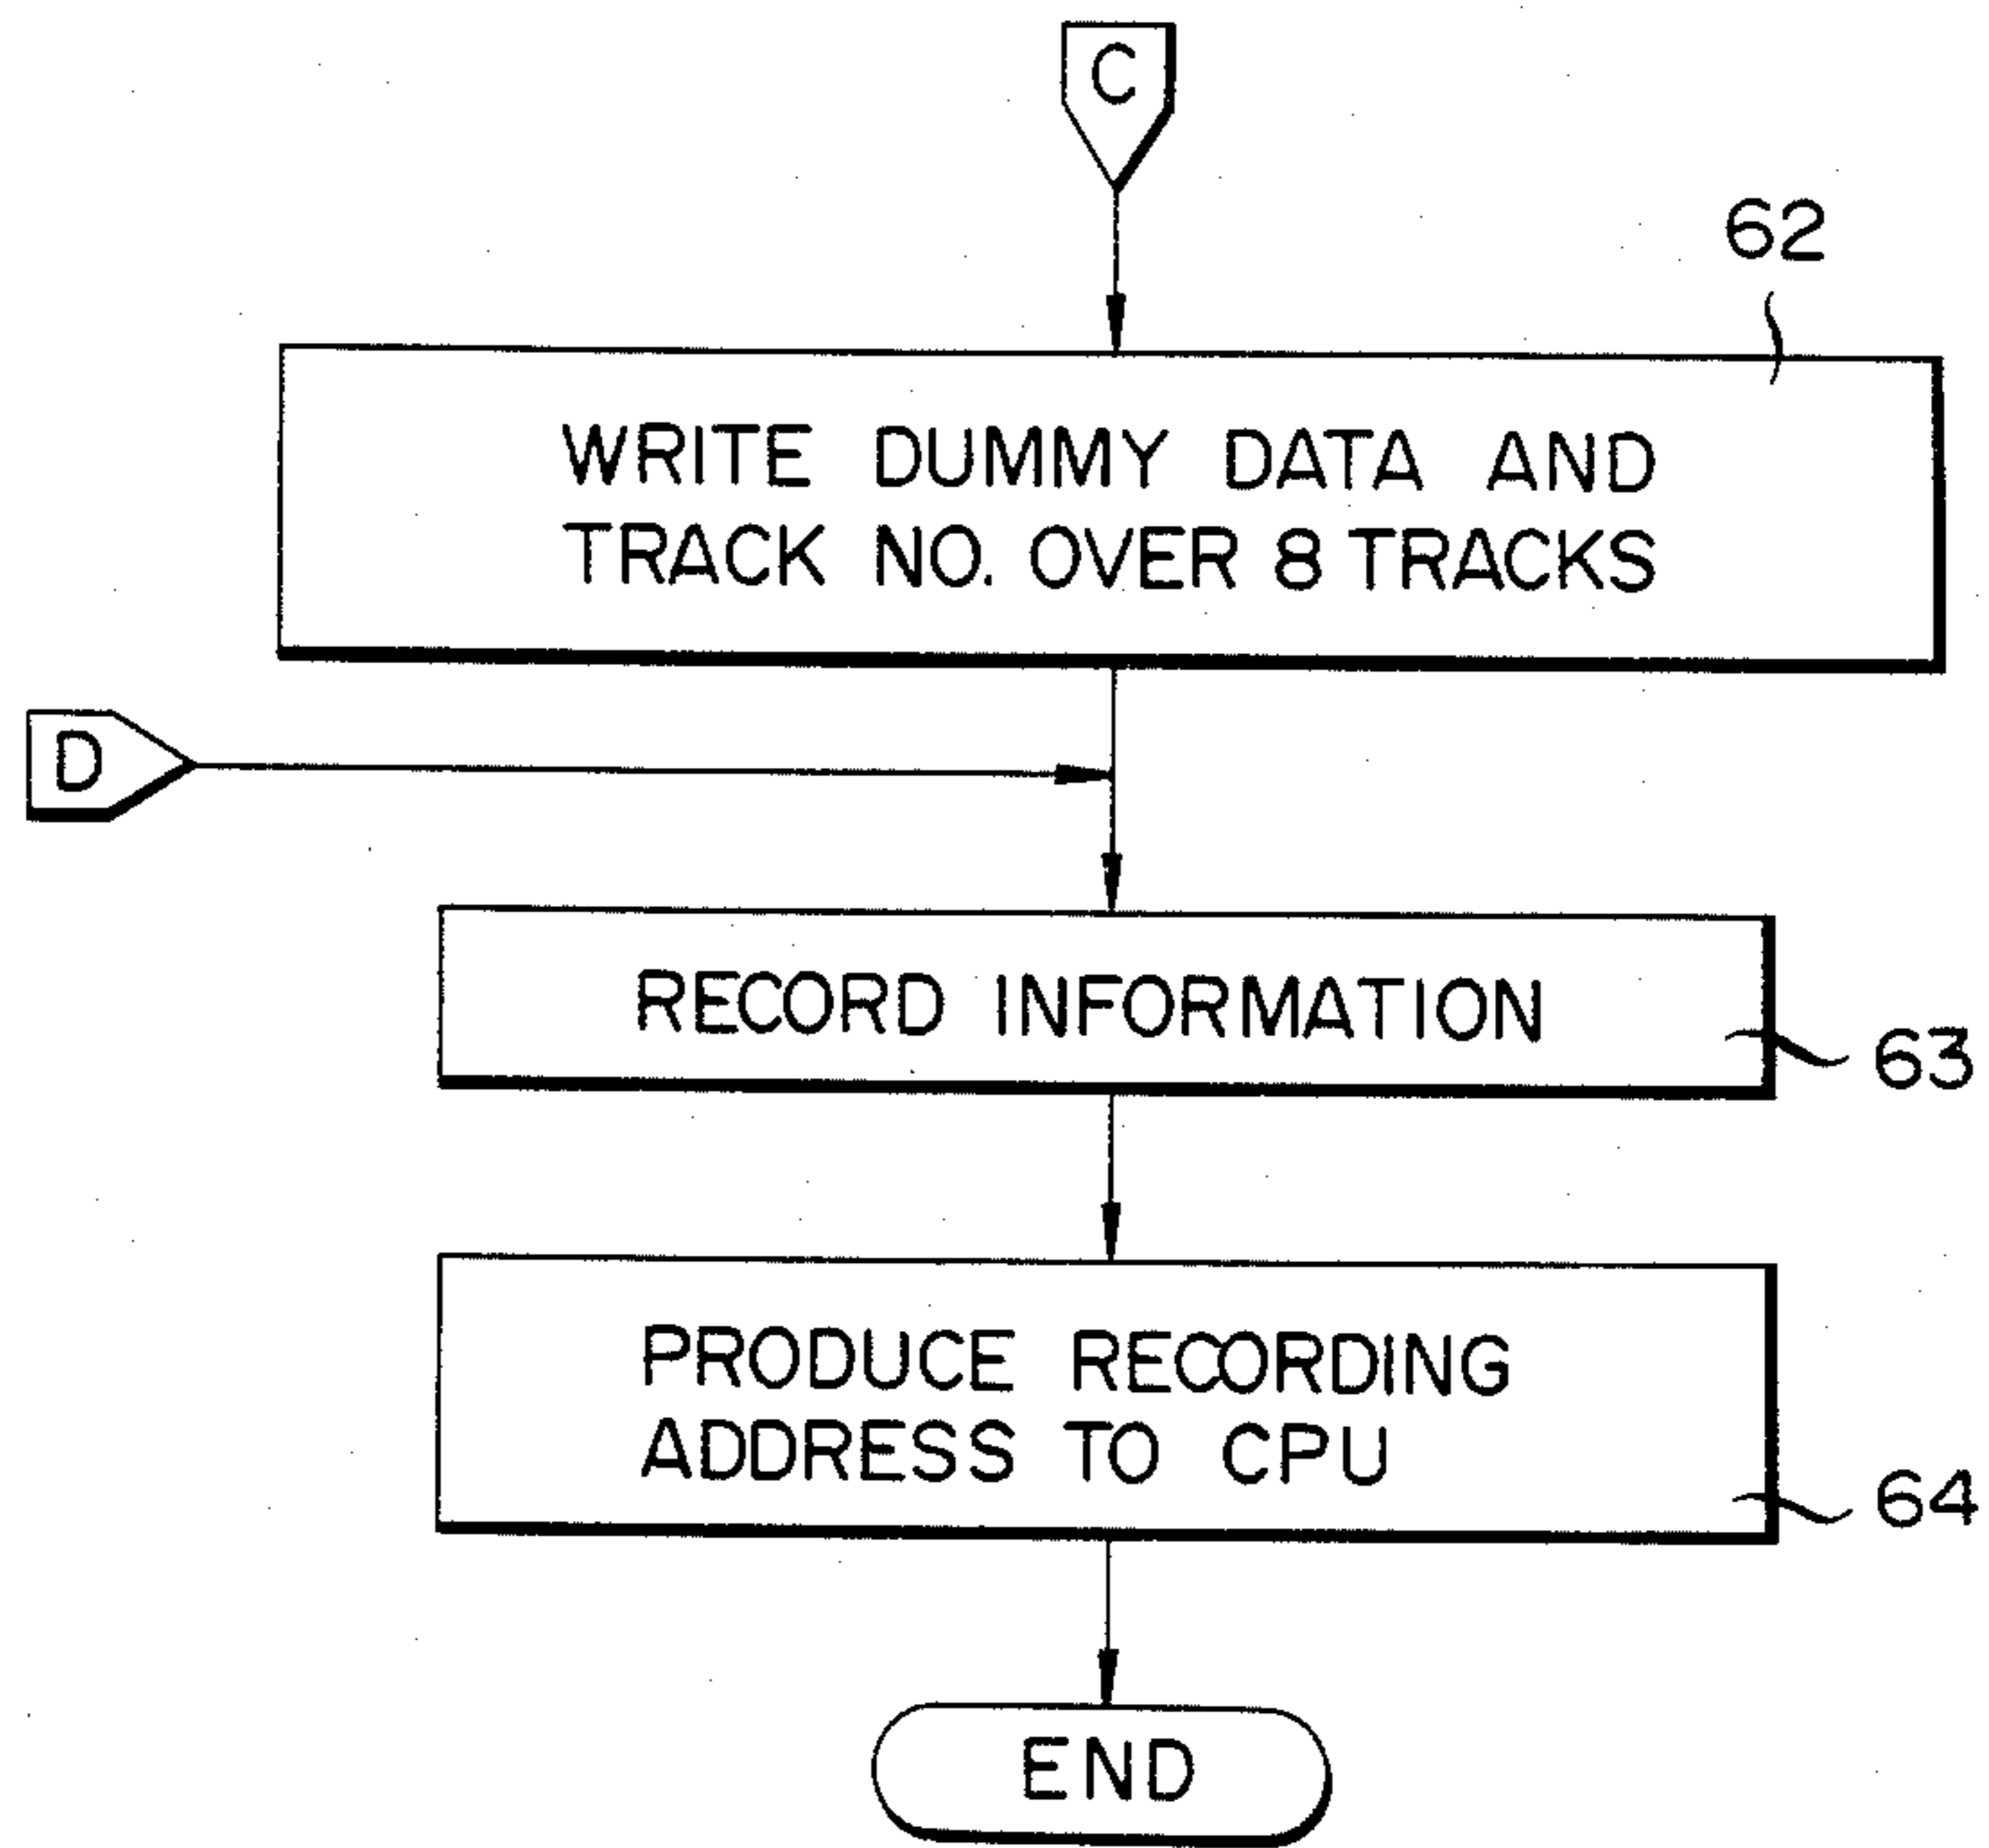 C
62
WRITE DUMMY DATA AND
TRACK NO. OVER 8 TRACKS
D
RECORD INFORMATION
63
PRODUCE RECORDING
ADDRESS TO CPU
64
END